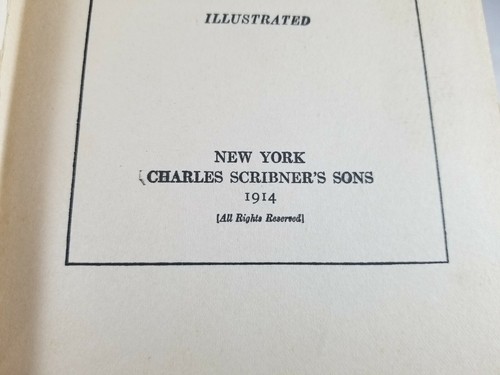 ILLUSTRATED
NEW YORK
CHARLES SCRIBNER'S SONS
1914
[All Rights Reserved]